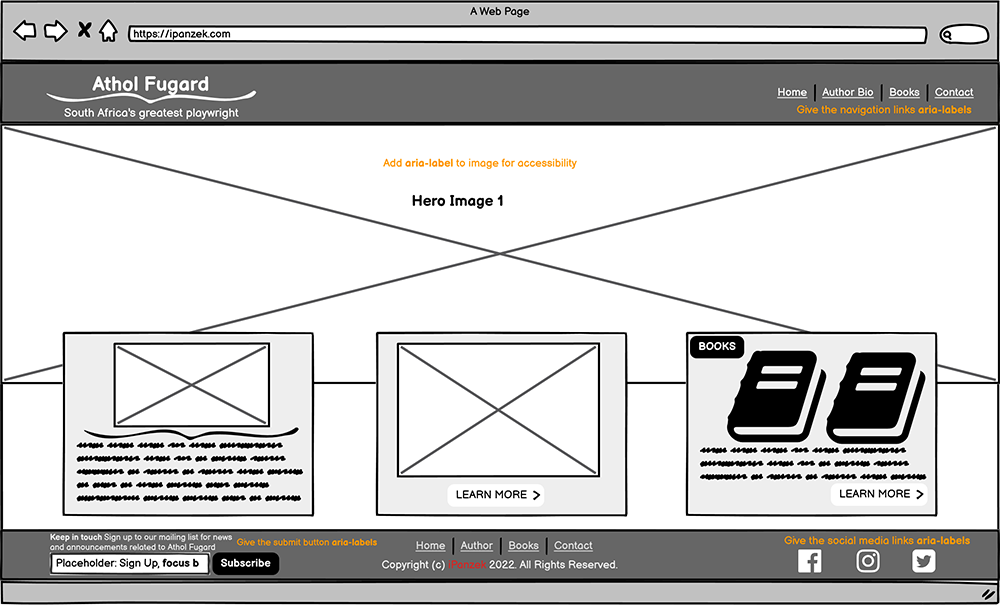 A Web Page
https://ipanzek.com
Athol Fugard
South Africa's greatest playwright
Home Author Bio Books Contact
Give the navigation links aria-labels
Add aria-label to image for accessibility
Hero Image 1
BOOKS
LEARN MORE
LEARN MORE
Keep in touch Sign up to our mailing list for news
and announcements related to Athol Fugard
Placeholder: Sign Up, focus b
Subscribe
Give the submit button aria-labels
Home Author Books Contact
Copyright (c) iPanzek 2022. All Rights Reserved.
Give the social media links aria-labels